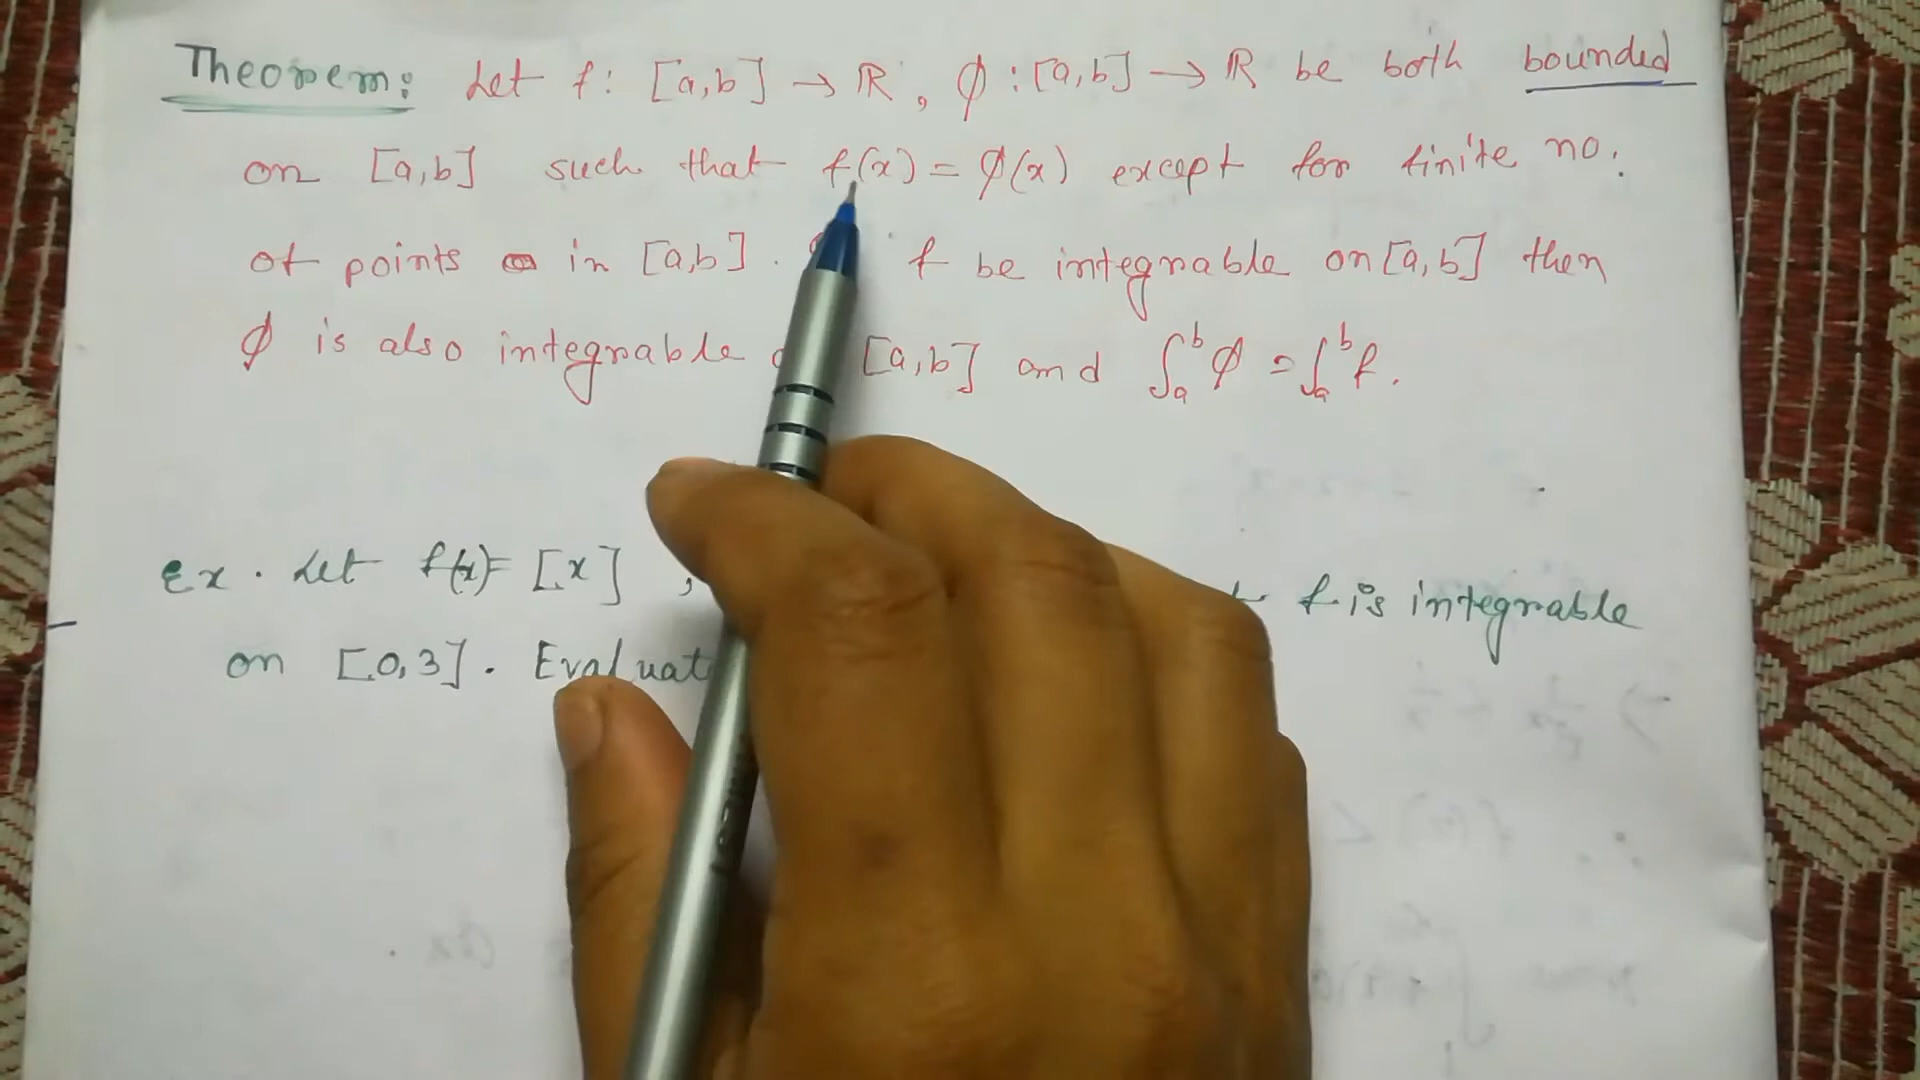 Theorem: Let f: [a,b] → ℝ, ϕ: [a,b] → ℝ be both bounded
on [a,b] such that f(x) = ϕ(x) except for finite no.
of points in [a,b]. f be integrable on [a,b] then
ϕ is also integrable [a,b] and ∫_a^b ϕ = ∫_a^b f.
Ex. Let f(x) = [x], f is integrable
on [0,3]. Evaluat